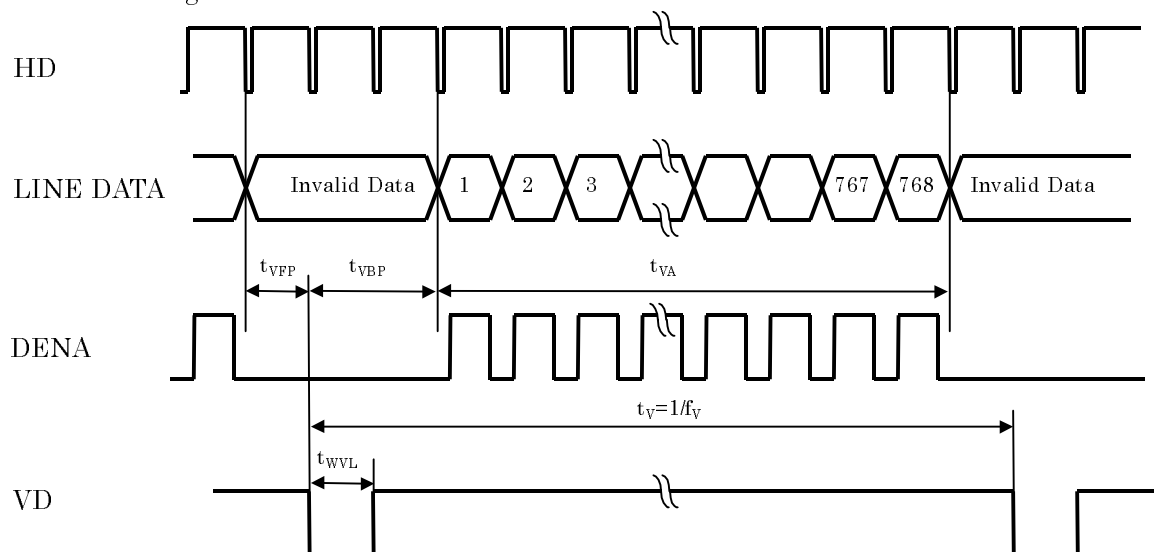 HD
LINE DATA
Invalid Data 1 2 3 767 768 Invalid Data
tVFP tVBP tVA
DENA
tV=1/fV
tWVL
VD